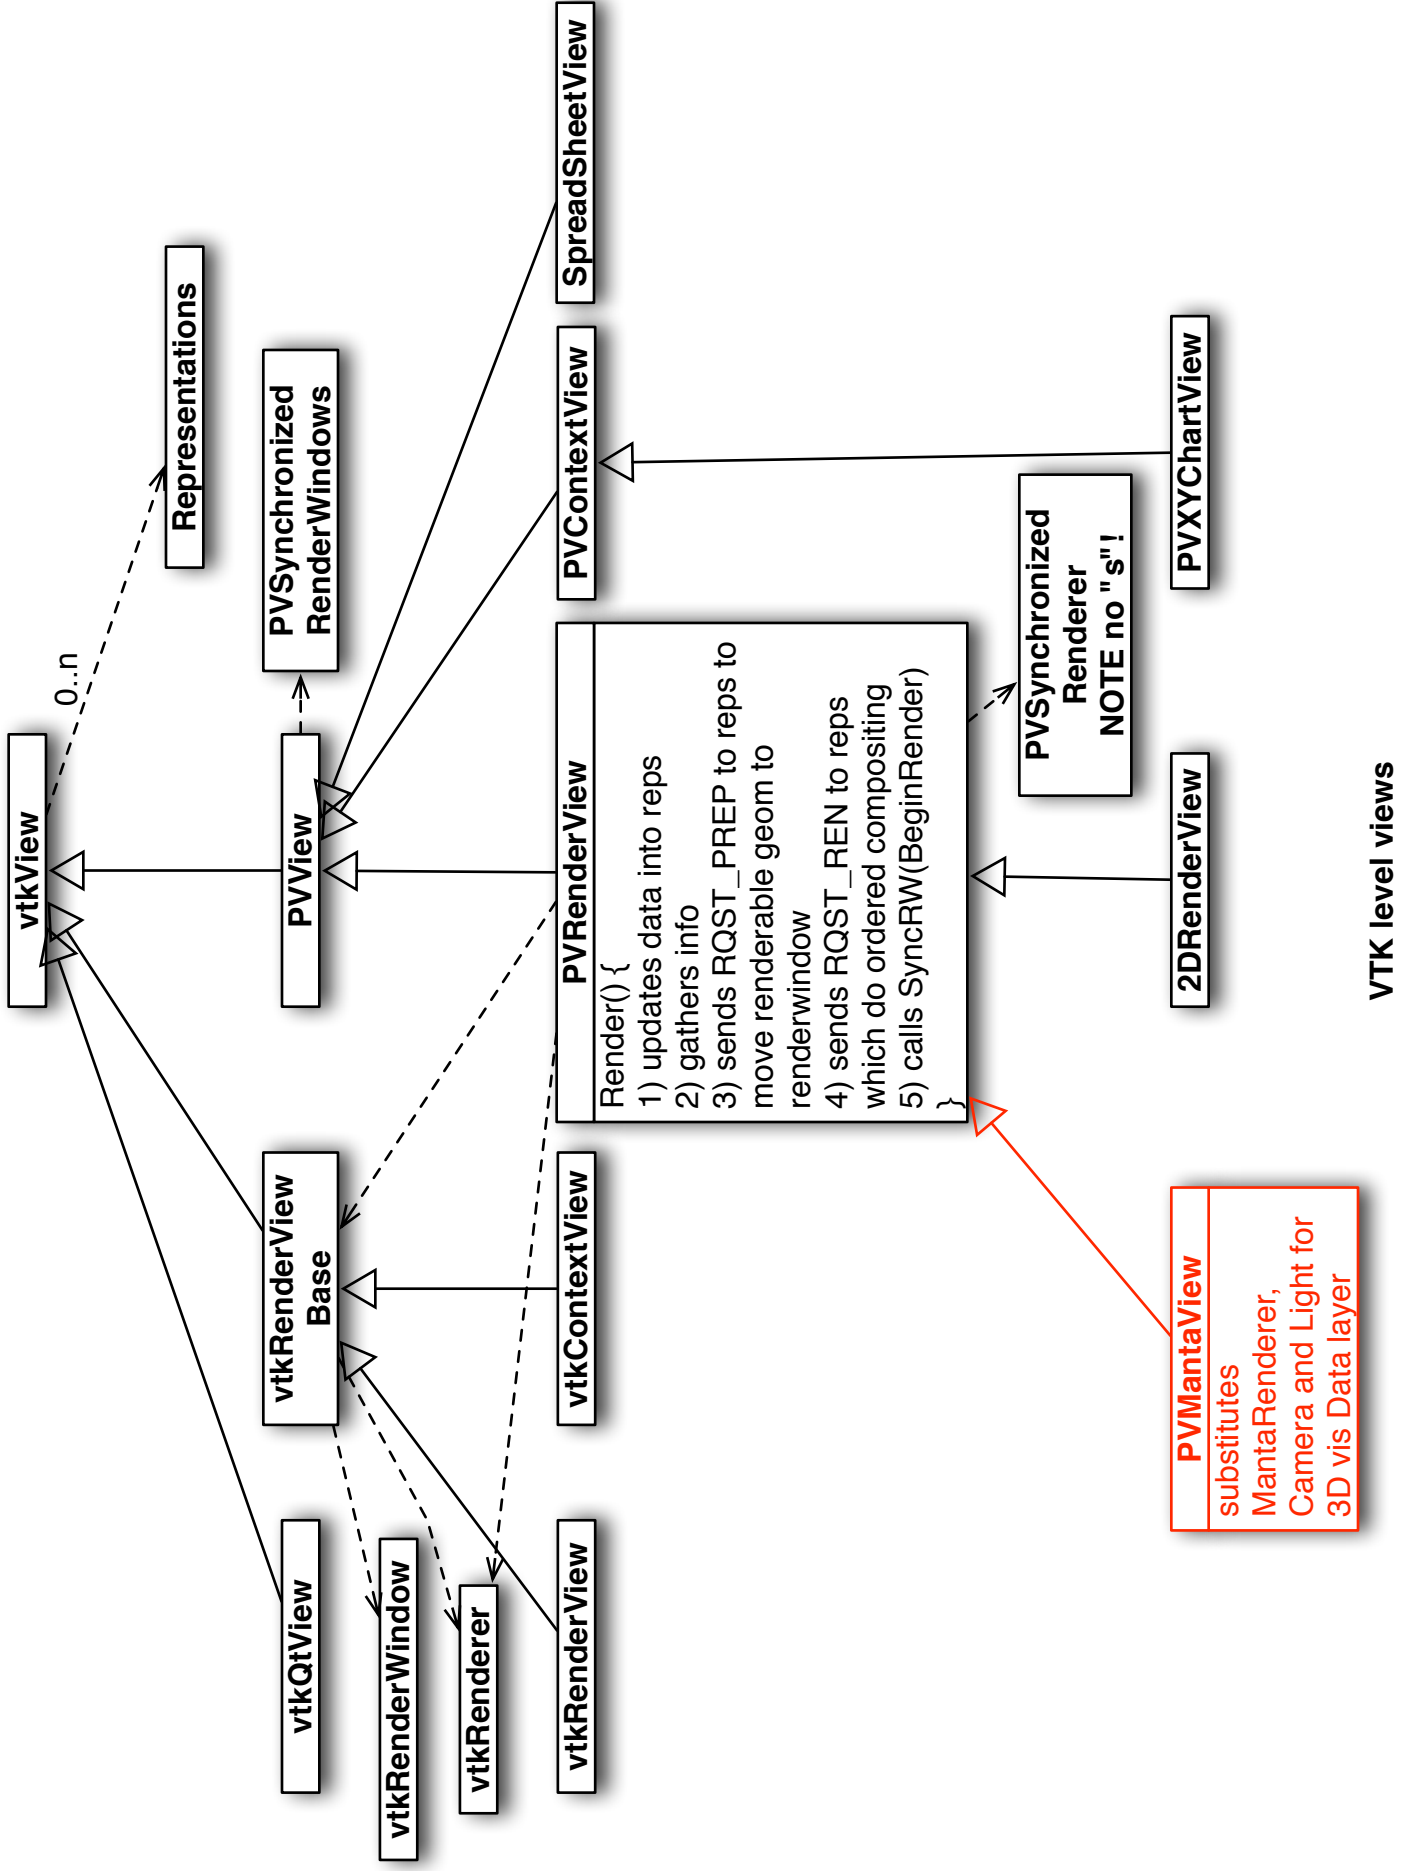 vtkView
0..n
Representations
vtkQtView
vtkRenderView
Base
PVView
PVSynchronized
RenderWindows
vtkRenderWindow
vtkRenderer
vtkRenderView
vtkContextView
PVRenderView
Render() {
1) updates data into reps
2) gathers info
3) sends RQST_PREP to reps to
move renderable geom to
renderwindow
4) sends RQST_REN to reps
which do ordered compositing
5) calls SyncRW(BeginRender)
}
PVContextView
SpreadSheetView
PVSynchronized
Renderer
NOTE no"s"!
PVMantaView
substitutes
MantaRenderer,
Camera and Light for
3D vis Data layer
2DRenderView
PVXYChartView
VTK level views